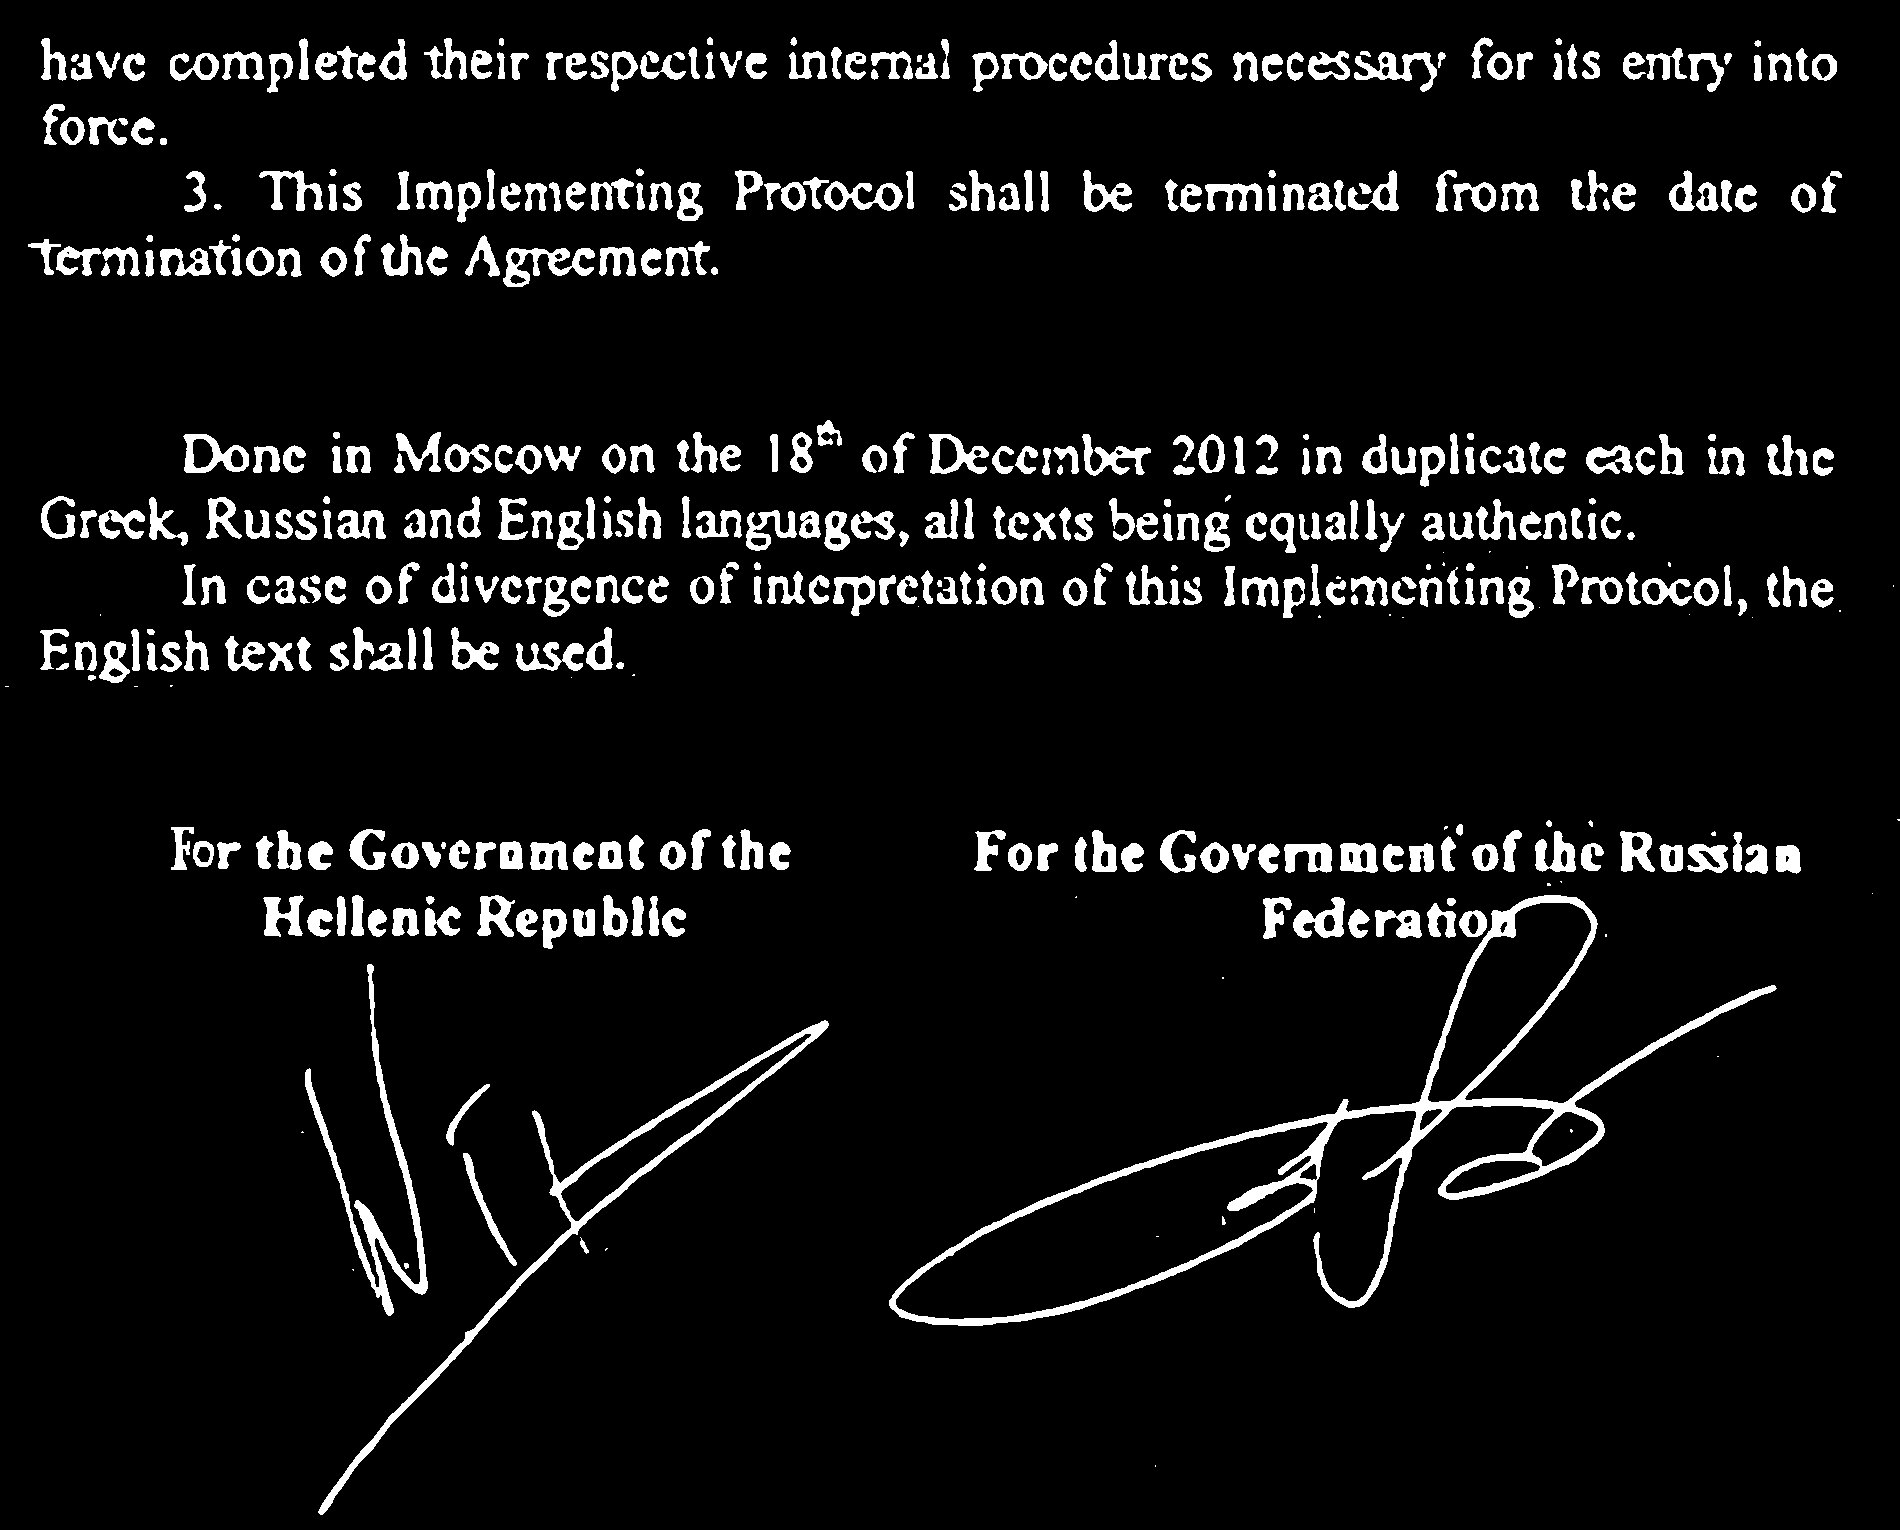 have completed their respective internal procedures necessary for its entry into
force.
3. This Implementing Protocol shall be terminated from the date of
termination of the Agreement.
Done in Moscow on the 18th of December 2012 in duplicate each in the
Greek, Russian and English languages, all texts being equally authentic.
In case of divergence of interpretation of this Implementing Protocol, the
English text shall be used.
For the Government of the
Hellenic Republic
For the Government of the Russian
Federation